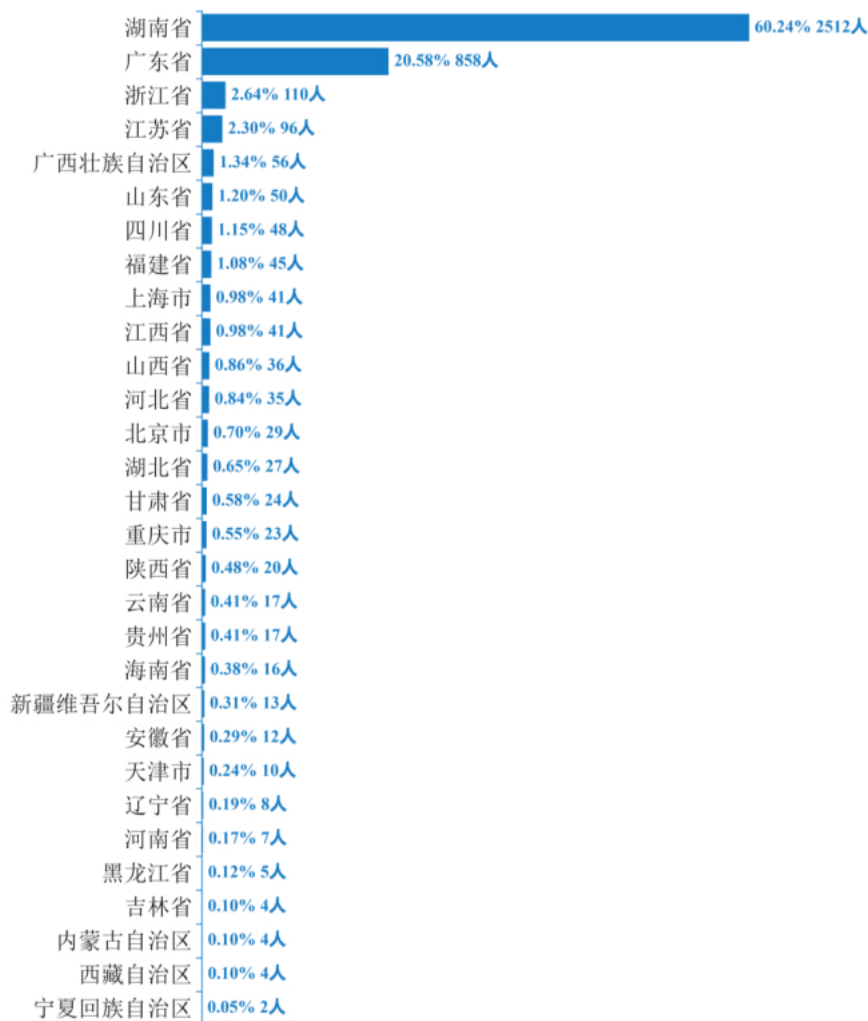 湖南省 60.24% 2512人
广东省 20.58% 858人
浙江省 2.64% 110人
江苏省 2.30% 96人
广西壮族自治区 1.34% 56人
山东省 1.20% 50人
四川省 1.15% 48人
福建省 1.08% 45人
上海市 0.98% 41人
江西省 0.98% 41人
山西省 0.86% 36人
河北省 0.84% 35人
北京市 0.70% 29人
湖北省 0.65% 27人
甘肃省 0.58% 24人
重庆市 0.55% 23人
陕西省 0.48% 20人
云南省 0.41% 17人
贵州省 0.41% 17人
海南省 0.38% 16人
新疆维吾尔自治区 0.31% 13人
安徽省 0.29% 12人
天津市 0.24% 10人
辽宁省 0.19% 8人
河南省 0.17% 7人
黑龙江省 0.12% 5人
吉林省 0.10% 4人
内蒙古自治区 0.10% 4人
西藏自治区 0.10% 4人
宁夏回族自治区 0.05% 2人